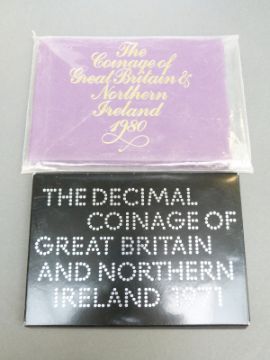 The
Coinage of
Great Britain &
Northern
Ireland
1980
THE DECIMAL
COINAGE OF
GREAT BRITAIN
AND NORTHERN
IRELAND 1971